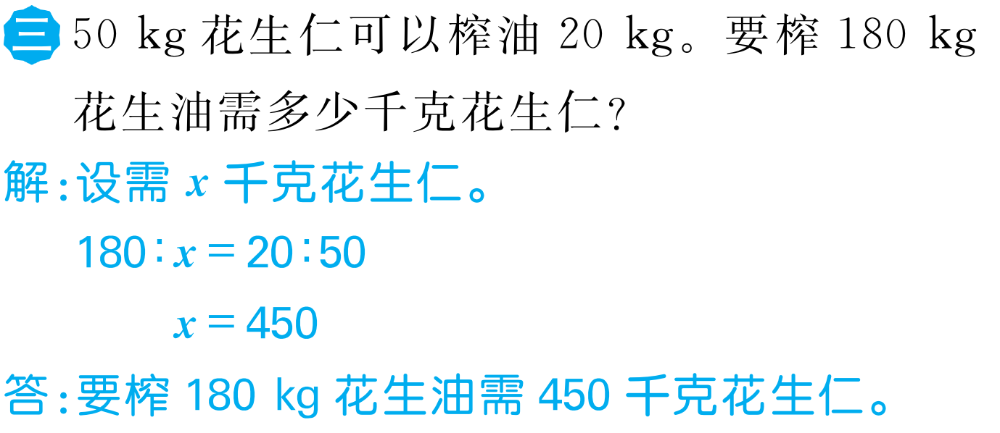 三 50 kg 花生仁可以榨油 20 kg。要榨 180 kg
花生油需多少千克花生仁？
解：设需 x 千克花生仁。
180∶x = 20∶50
x = 450
答：要榨 180 kg 花生油需 450 千克花生仁。